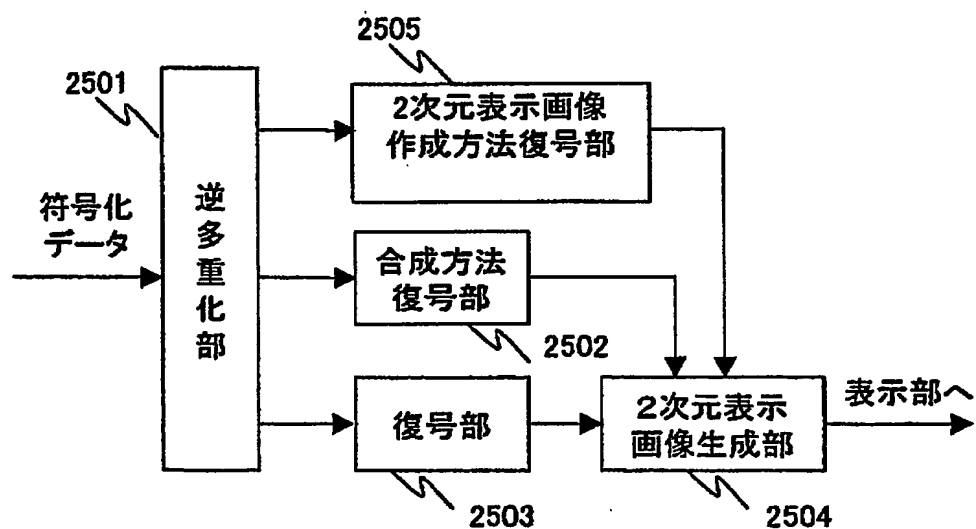 2505
2501
2次元表示画像
作成方法復号部
符号化
データ
逆多重化部
合成方法
復号部
2502
表示部へ
復号部
2次元表示
画像生成部
2503
2504